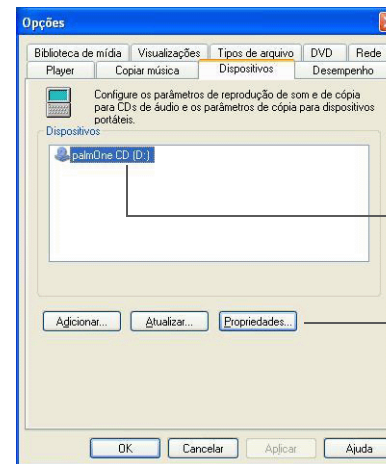 Opções
Biblioteca de mídia Visualizações Tipos de arquivo DVD Rede
Player Copiar música Dispositivos Desempenho
Configure os parâmetros de reprodução de som e de cópia
para CDs de áudio e os parâmetros de cópia para dispositivos
portáteis.
Dispositivos
palmOne CD (D:)
Adicionar... Atualizar... Propriedades...
OK Cancelar Aplicar Ajuda